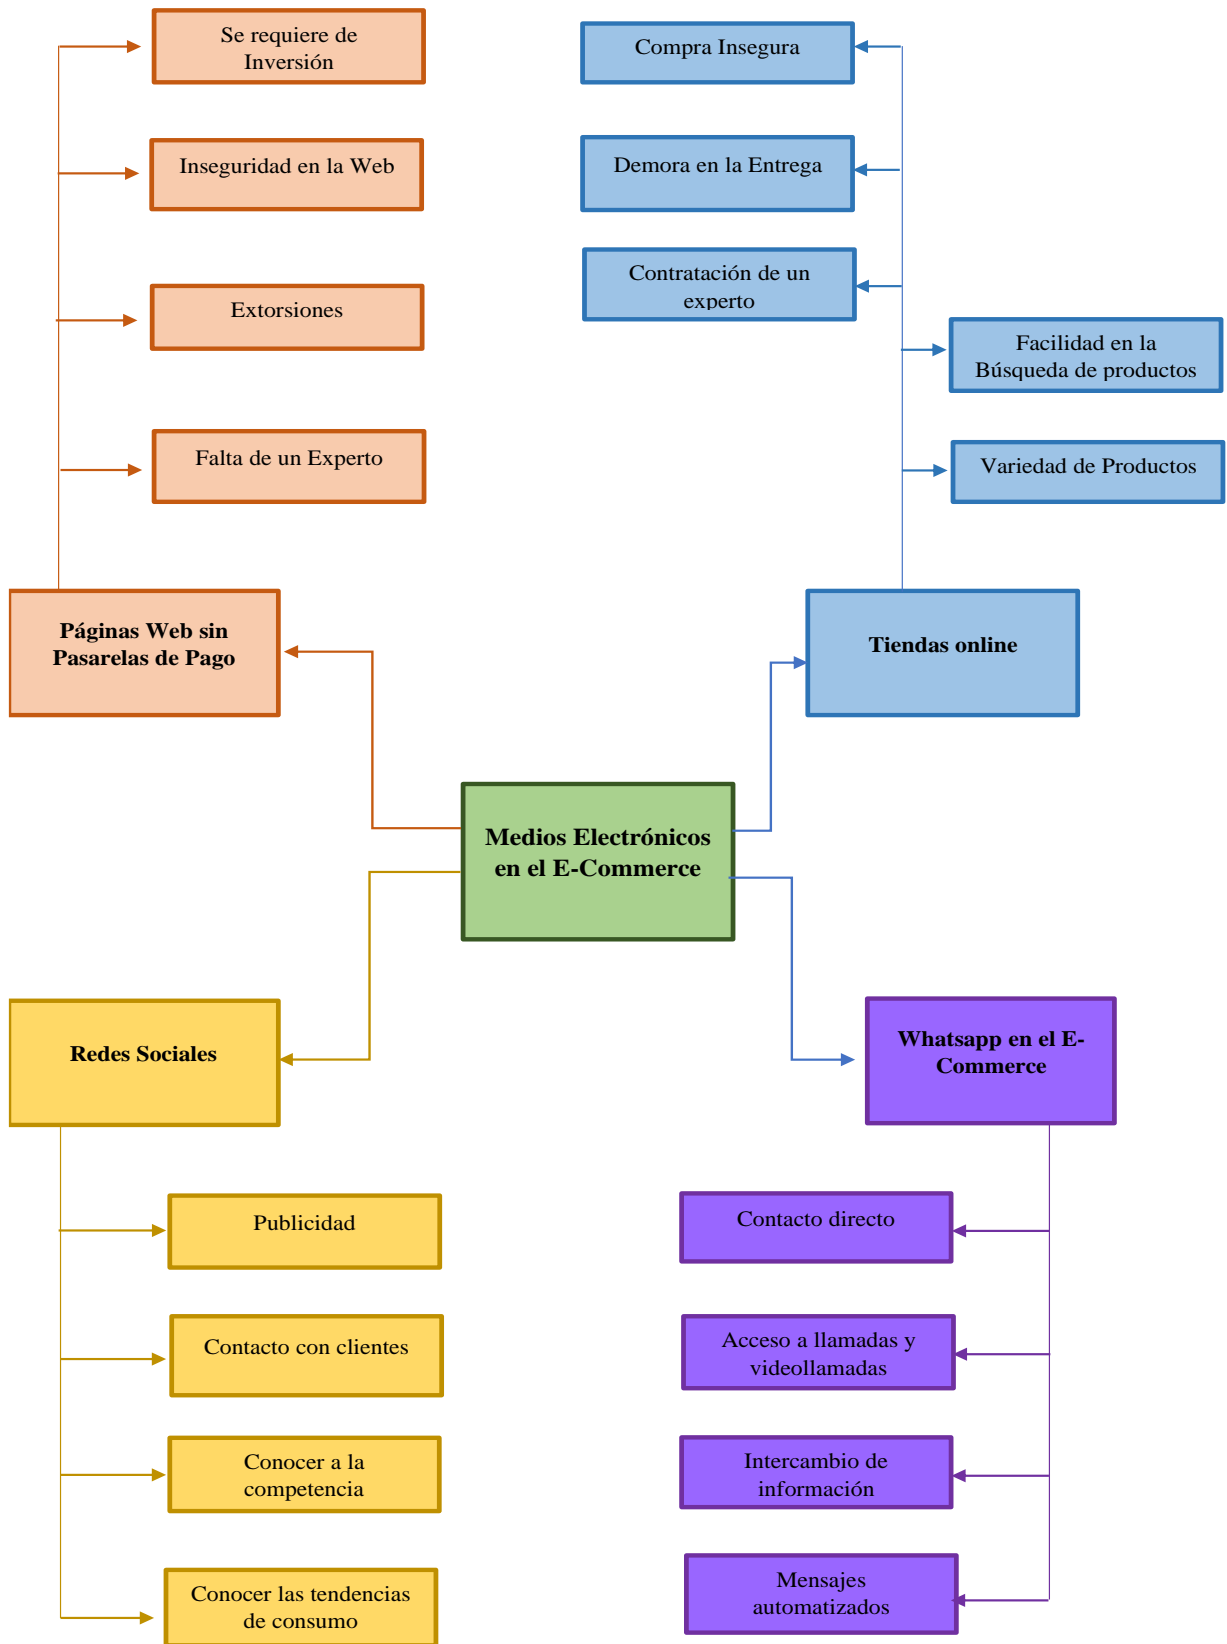 Se requiere de
Inversión
Inseguridad en la Web
Extorsiones
Falta de un Experto
Páginas Web sin
Pasarelas de Pago
Compra Insegura
Demora en la Entrega
Contratación de un
experto
Facilidad en la
Búsqueda de productos
Variedad de Productos
Tiendas online
Medios Electrónicos
en el E-Commerce
Redes Sociales
Publicidad
Contacto con clientes
Conocer a la
competencia
Conocer las tendencias
de consumo
Whatsapp en el E-
Commerce
Contacto directo
Acceso a llamadas y
videollamadas
Intercambio de
información
Mensajes
automatizados